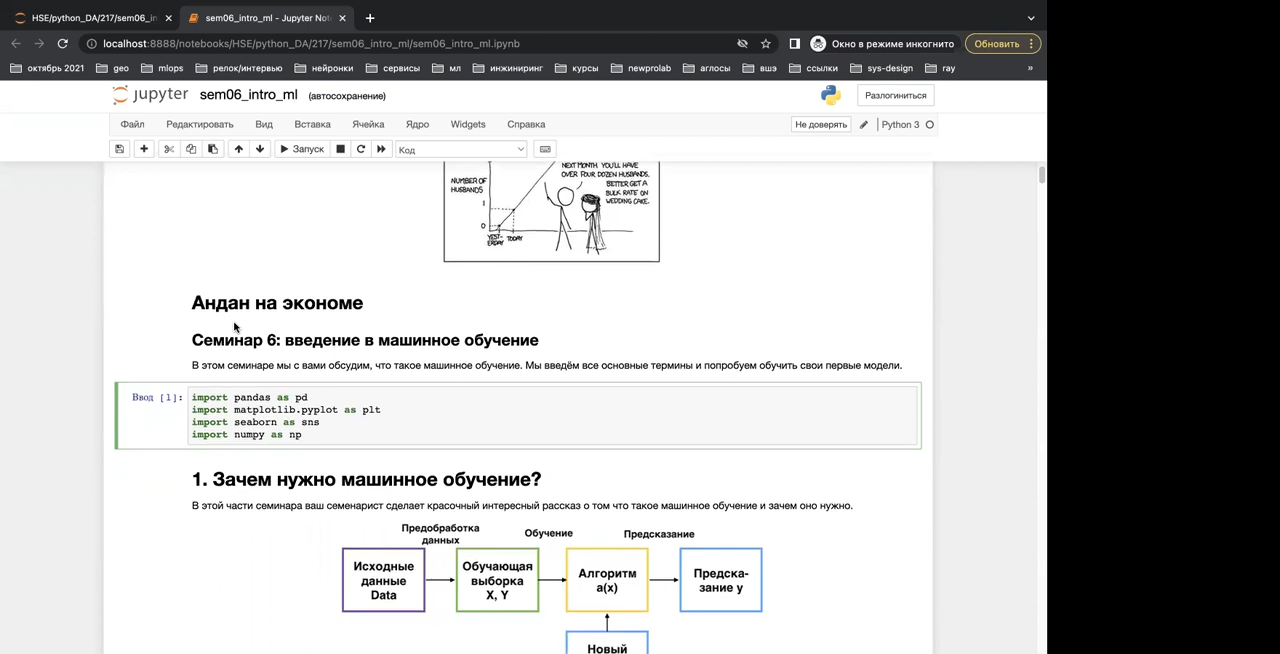 HSE/python_DA/217/sem06_in
sem06_intro_ml - Jupyter Not
localhost:8888/notebooks/HSE/python_DA/217/sem06_intro_ml/sem06_intro_ml.ipynb
Окно в режиме инкогнито
Обновить
октябрь 2021 geo mlops релок/интервью нейронки сервисы мл инжиниринг курсы newprolab аглосы вшэ ссылки sys-design ray »
jupyter sem06_intro_ml (автосохранение)
Разлогиниться
Файл Редактировать Вид Вставка Ячейка Ядро Widgets Справка
Не доверять Python 3
Запуск Код
NUMBER OF
HUSBANDS
1
0
YEST-
ERDAY
TODAY
NEXT MONTH, YOU'LL HAVE
OVER FOUR DOZEN HUSBANDS.
BETTER GET A
BULK RATE ON
WEDDING CAKE.
Андан на экономе
Семинар 6: введение в машинное обучение
В этом семинаре мы с вами обсудим, что такое машинное обучение. Мы введём все основные термины и попробуем обучить свои первые модели.
Ввод [1]:
import pandas as pd
import matplotlib.pyplot as plt
import seaborn as sns
import numpy as np
1. Зачем нужно машинное обучение?
В этой части семинара ваш семенарист сделает красочный интересный рассказ о том что такое машинное обучение и зачем оно нужно.
Предобработка
данных
Обучение
Предсказание
Исходные
данные
Data
Обучающая
выборка
X, Y
Алгоритм
a(x)
Предска-
зание y
Новый